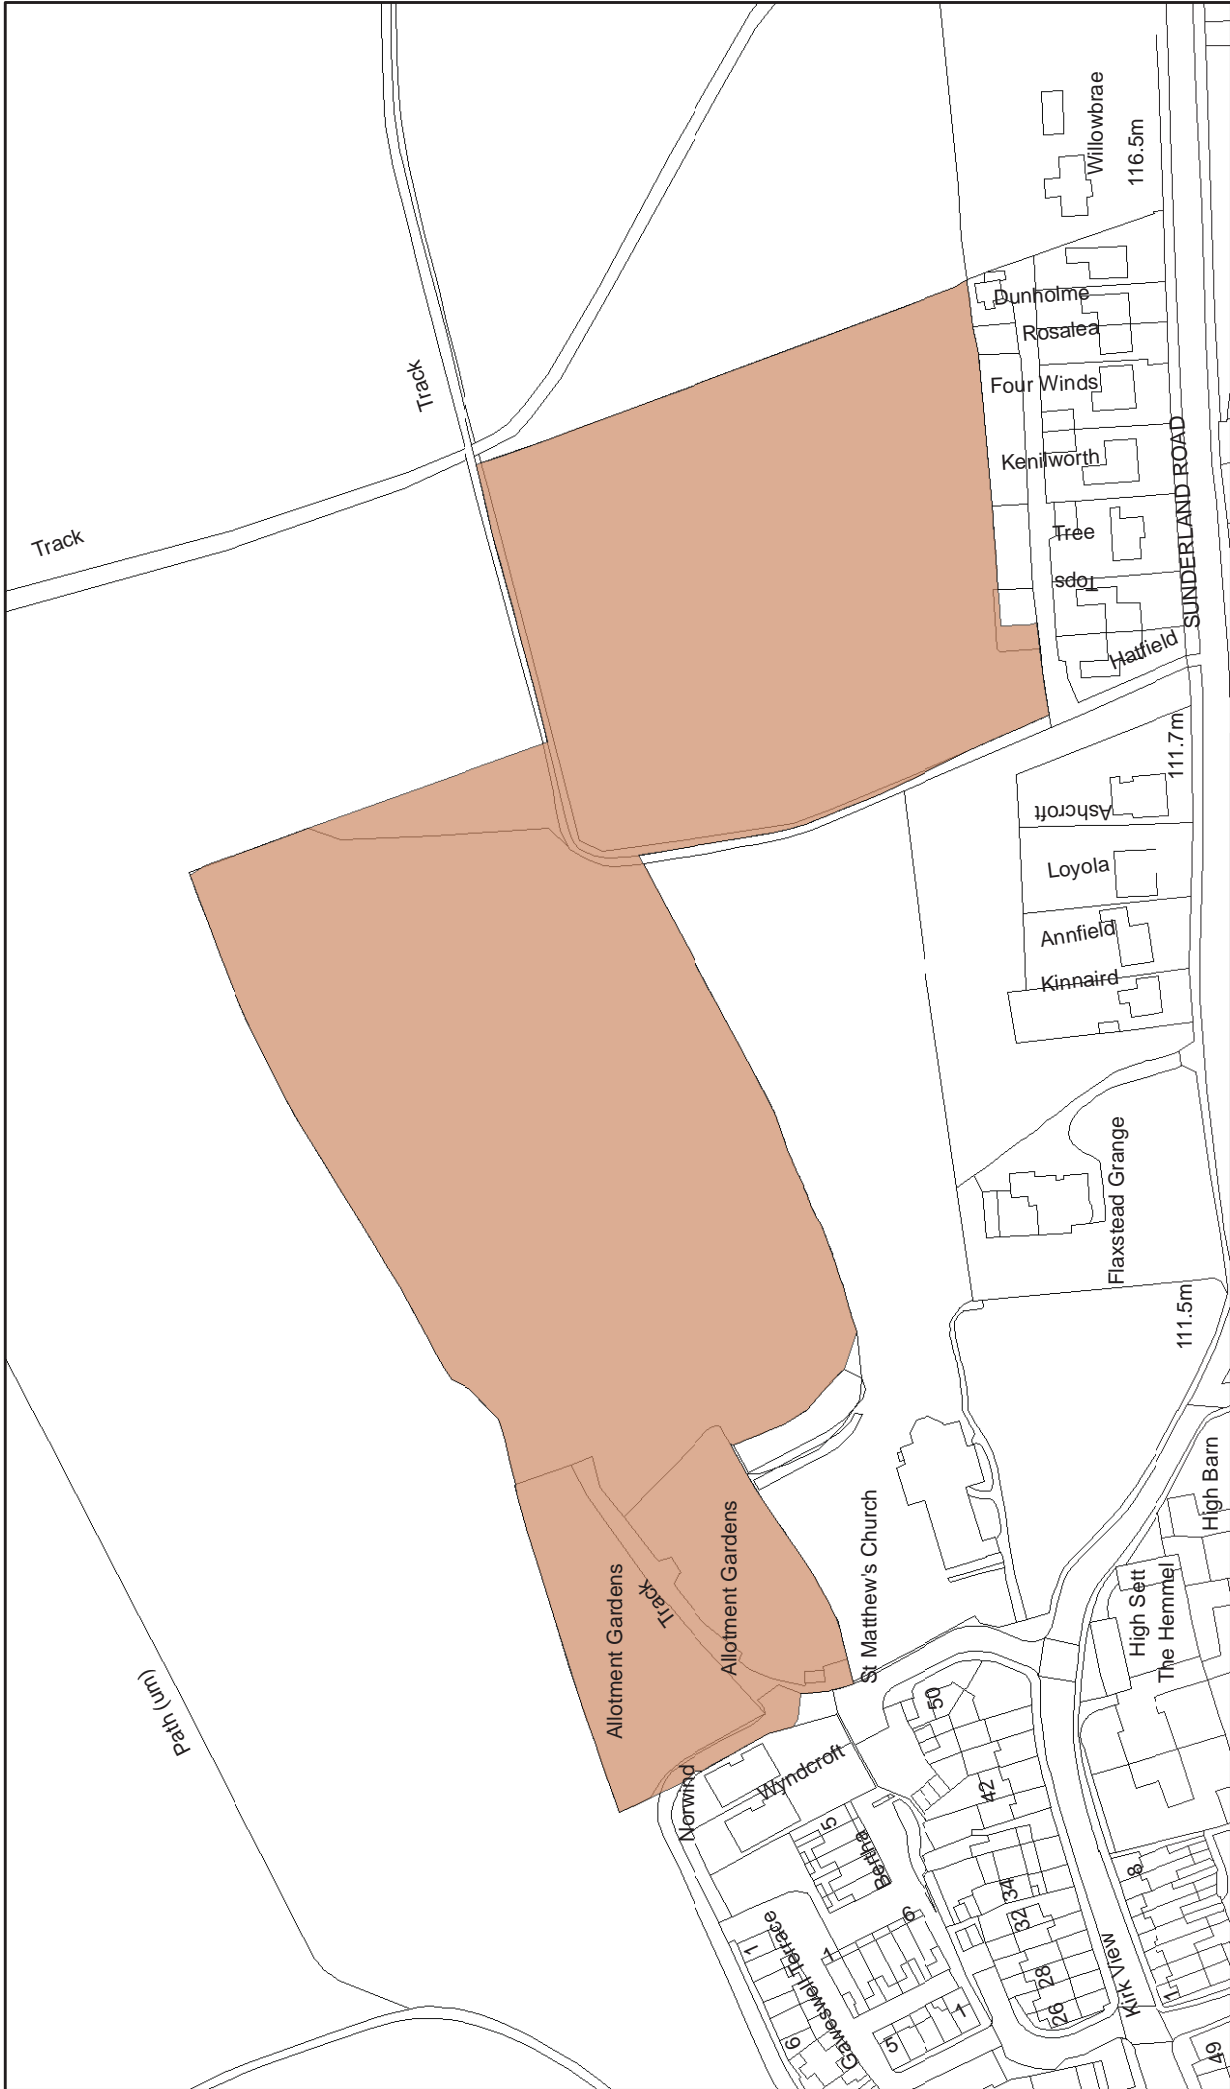 Willowbrae
116.5m
Dunholme
Rosalea
Track
Four Winds
Kenilworth
SUNDERLAND ROAD
Track
Tree
Tops
Hatfield
111.7m
Ashcroft
Loyola
Annfield
Kinnaird
Flaxstead Grange
111.5m
High Barn
St Matthew's Church
Allotment Gardens
Allotment Gardens
Track
High Sett
The Hemmel
Path (um)
50
Wyndcroft
Norwind
42
5
Bertha
8
34
32
6
1
1
Gaweswell Terrace
28
26
Kirk View
1
7
5
6
49